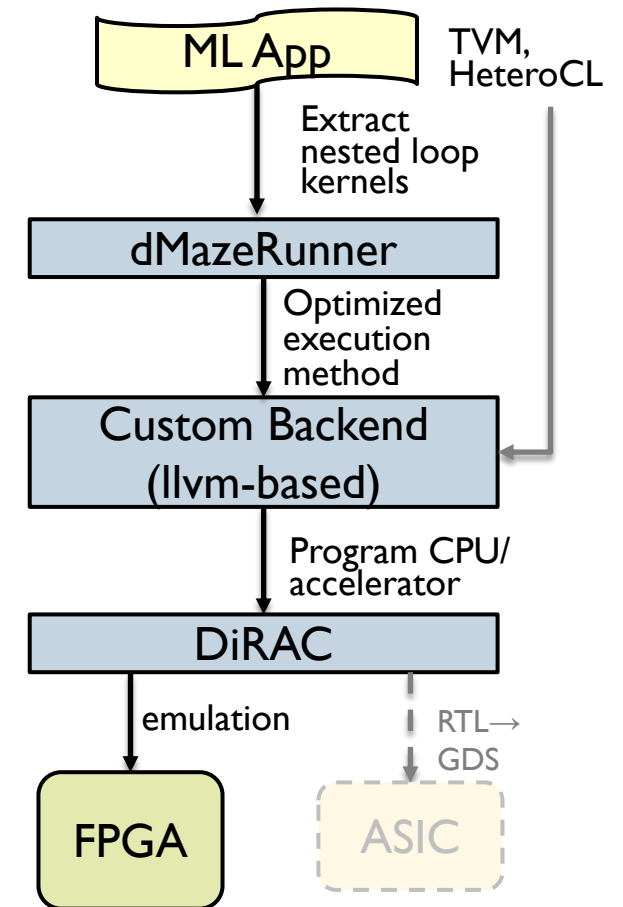 ML App
TVM,
HeteroCL
Extract
nested loop
kernels
dMazeRunner
Optimized
execution
method
Custom Backend
(llvm-based)
Program CPU/
accelerator
DiRAC
emulation
RTL→
GDS
FPGA
ASIC